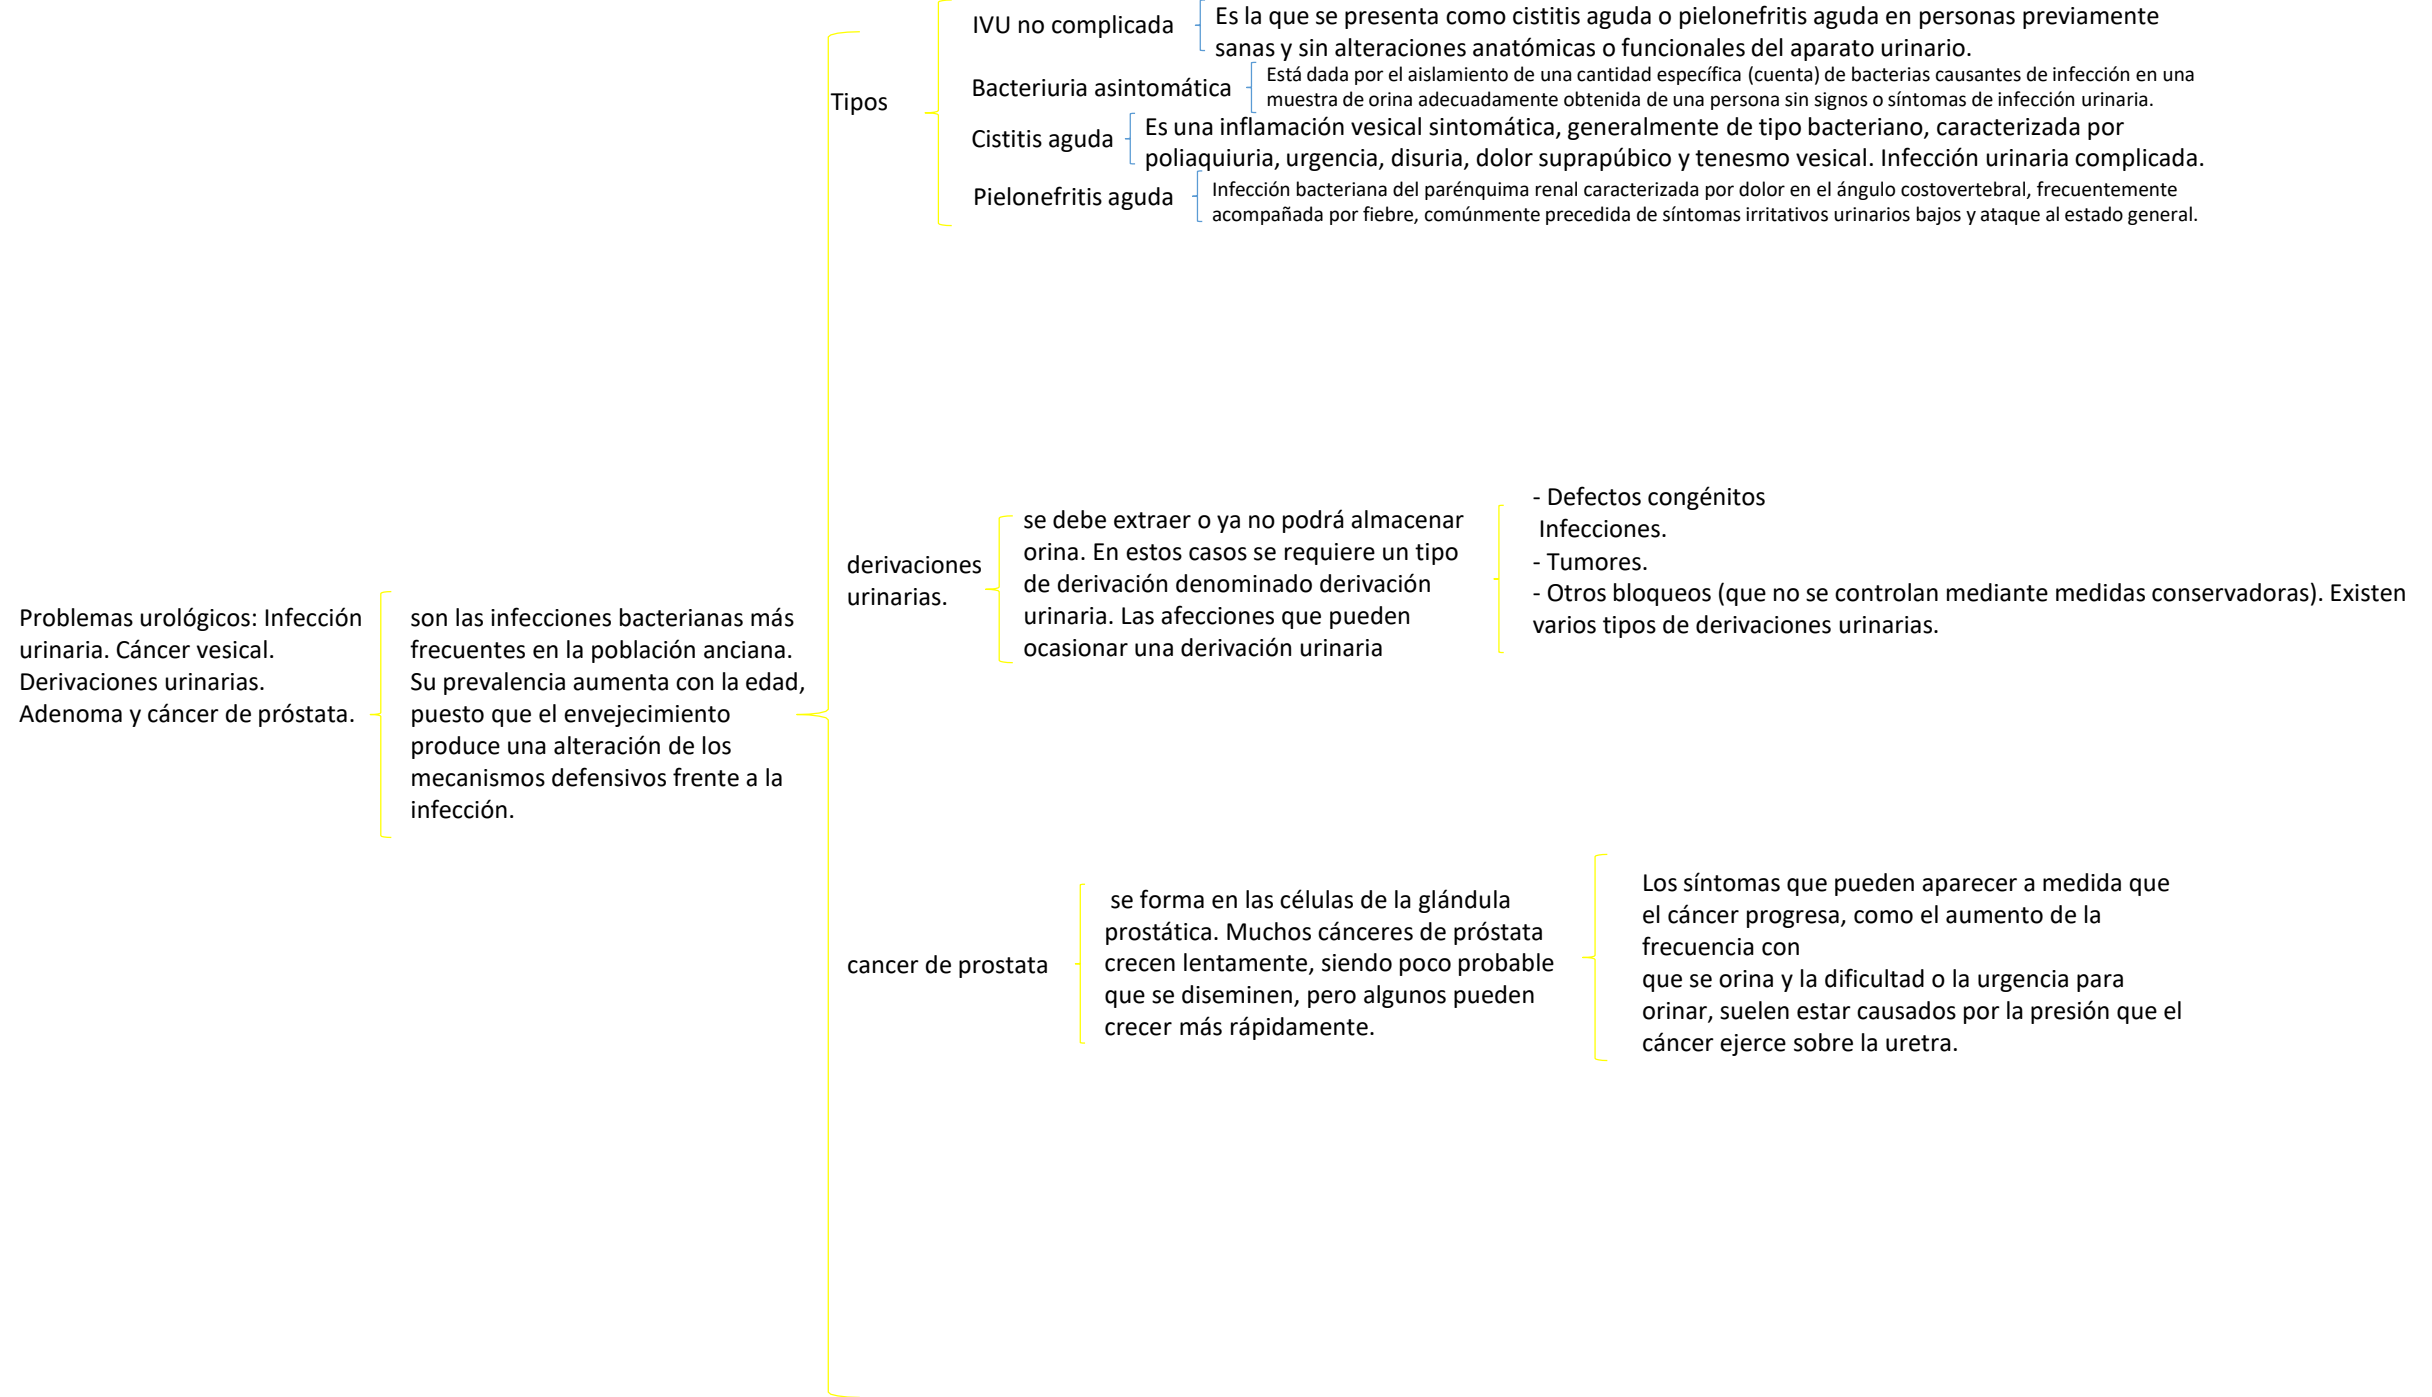 Problemas urológicos: Infección
urinaria. Cáncer vesical.
Derivaciones urinarias.
Adenoma y cáncer de próstata.
son las infecciones bacterianas más
frecuentes en la población anciana.
Su prevalencia aumenta con la edad,
puesto que el envejecimiento
produce una alteración de los
mecanismos defensivos frente a la
infección.
Tipos
IVU no complicada
Es la que se presenta como cistitis aguda o pielonefritis aguda en personas previamente
sanas y sin alteraciones anatómicas o funcionales del aparato urinario.
Bacteriuria asintomática
Está dada por el aislamiento de una cantidad específica (cuenta) de bacterias causantes de infección en una
muestra de orina adecuadamente obtenida de una persona sin signos o síntomas de infección urinaria.
Cistitis aguda
Es una inflamación vesical sintomática, generalmente de tipo bacteriano, caracterizada por
poliaquiuria, urgencia, disuria, dolor suprapúbico y tenesmo vesical. Infección urinaria complicada.
Pielonefritis aguda
Infección bacteriana del parénquima renal caracterizada por dolor en el ángulo costovertebral, frecuentemente
acompañada por fiebre, comúnmente precedida de síntomas irritativos urinarios bajos y ataque al estado general.
derivaciones
urinarias.
se debe extraer o ya no podrá almacenar
orina. En estos casos se requiere un tipo
de derivación denominado derivación
urinaria. Las afecciones que pueden
ocasionar una derivación urinaria
- Defectos congénitos
Infecciones.
- Tumores.
- Otros bloqueos (que no se controlan mediante medidas conservadoras). Existen
varios tipos de derivaciones urinarias.
cancer de prostata
se forma en las células de la glándula
prostática. Muchos cánceres de próstata
crecen lentamente, siendo poco probable
que se diseminen, pero algunos pueden
crecer más rápidamente.
Los síntomas que pueden aparecer a medida que
el cáncer progresa, como el aumento de la
frecuencia con
que se orina y la dificultad o la urgencia para
orinar, suelen estar causados por la presión que el
cáncer ejerce sobre la uretra.